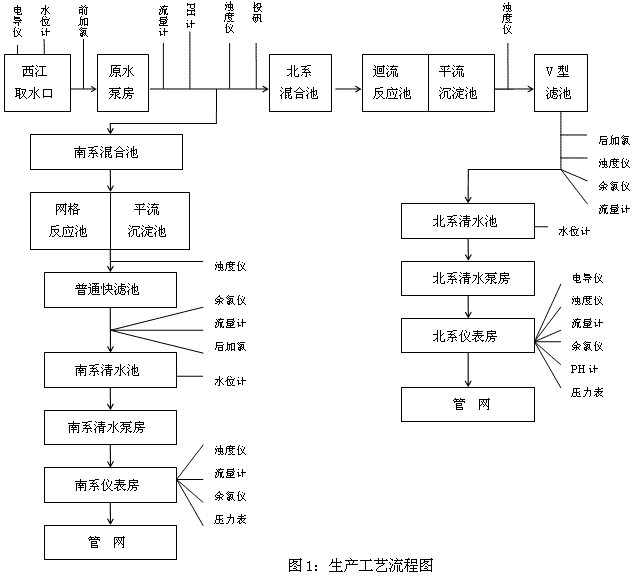 电导仪
水位计
前加氯
流量计
PH计
浊度仪
投矾
浊度仪
西江
取水口
原水
泵房
北系
混合池
迴流
反应池
平流
沉淀池
V 型
滤池
南系混合池
网格
反应池
平流
沉淀池
浊度仪
普通快滤池
余氯仪
流量计
后加氯
南系清水池
水位计
南系清水泵房
南系仪表房
浊度仪
流量计
余氯仪
压力表
管 网
后加氯
浊度仪
余氯仪
流量计
北系清水池
水位计
北系清水泵房
北系仪表房
电导仪
浊度仪
流量计
余氯仪
PH 计
压力表
管 网
图1：生产工艺流程图